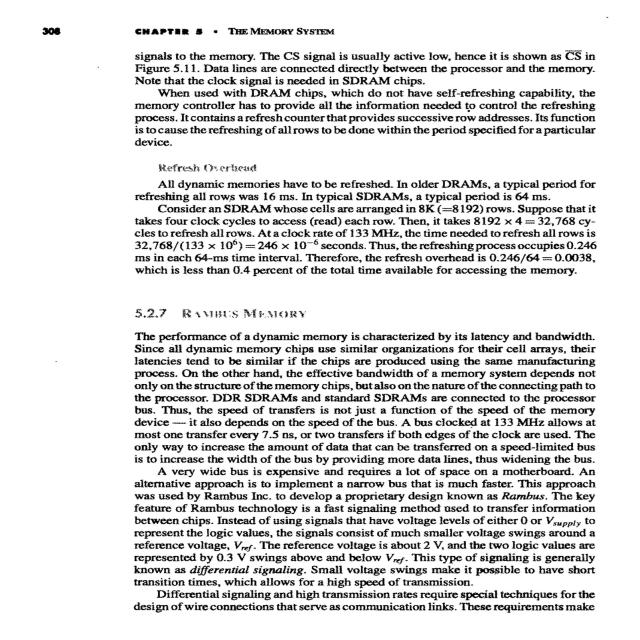 308 CHAPTER 5 • THE MEMORY SYSTEM
signals to the memory. The CS signal is usually active low, hence it is shown as C̅S̅ in
Figure 5.11. Data lines are connected directly between the processor and the memory.
Note that the clock signal is needed in SDRAM chips.
When used with DRAM chips, which do not have self-refreshing capability, the
memory controller has to provide all the information needed to control the refreshing
process. It contains a refresh counter that provides successive row addresses. Its function
is to cause the refreshing of all rows to be done within the period specified for a particular
device.
Refresh Overhead
All dynamic memories have to be refreshed. In older DRAMs, a typical period for
refreshing all rows was 16 ms. In typical SDRAMs, a typical period is 64 ms.
Consider an SDRAM whose cells are arranged in 8K (=8192) rows. Suppose that it
takes four clock cycles to access (read) each row. Then, it takes 8192 × 4 = 32,768 cy-
cles to refresh all rows. At a clock rate of 133 MHz, the time needed to refresh all rows is
32,768/(133 × 10⁶) = 246 × 10⁻⁶ seconds. Thus, the refreshing process occupies 0.246
ms in each 64-ms time interval. Therefore, the refresh overhead is 0.246/64 = 0.0038,
which is less than 0.4 percent of the total time available for accessing the memory.
5.2.7 RAMBUS MEMORY
The performance of a dynamic memory is characterized by its latency and bandwidth.
Since all dynamic memory chips use similar organizations for their cell arrays, their
latencies tend to be similar if the chips are produced using the same manufacturing
process. On the other hand, the effective bandwidth of a memory system depends not
only on the structure of the memory chips, but also on the nature of the connecting path to
the processor. DDR SDRAMs and standard SDRAMs are connected to the processor
bus. Thus, the speed of transfers is not just a function of the speed of the memory
device — it also depends on the speed of the bus. A bus clocked at 133 MHz allows at
most one transfer every 7.5 ns, or two transfers if both edges of the clock are used. The
only way to increase the amount of data that can be transferred on a speed-limited bus
is to increase the width of the bus by providing more data lines, thus widening the bus.
A very wide bus is expensive and requires a lot of space on a motherboard. An
alternative approach is to implement a narrow bus that is much faster. This approach
was used by Rambus Inc. to develop a proprietary design known as Rambus. The key
feature of Rambus technology is a fast signaling method used to transfer information
between chips. Instead of using signals that have voltage levels of either 0 or Vsupply to
represent the logic values, the signals consist of much smaller voltage swings around a
reference voltage, Vref. The reference voltage is about 2 V, and the two logic values are
represented by 0.3 V swings above and below Vref. This type of signaling is generally
known as differential signaling. Small voltage swings make it possible to have short
transition times, which allows for a high speed of transmission.
Differential signaling and high transmission rates require special techniques for the
design of wire connections that serve as communication links. These requirements make